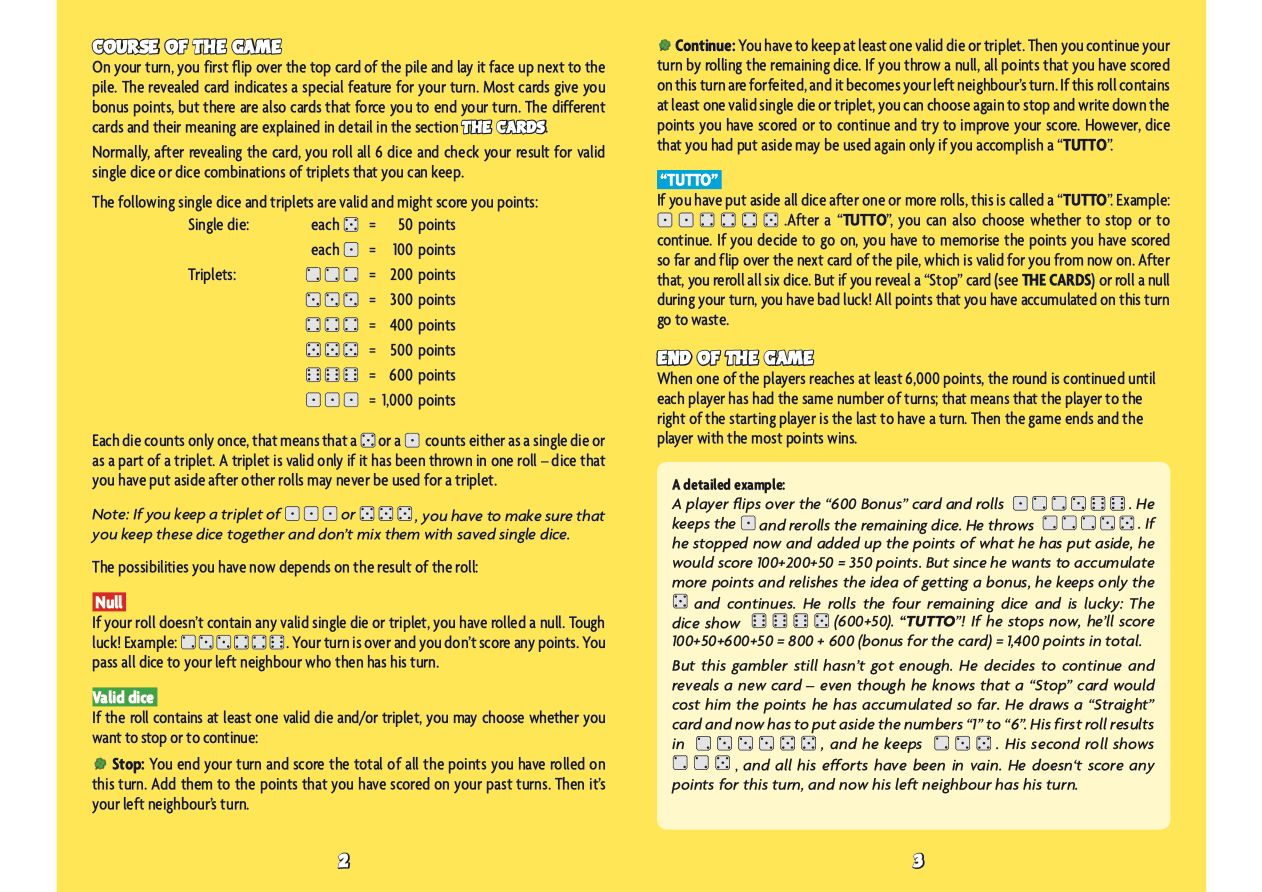 COURSE OF THE GAME
On your turn, you first flip over the top card of the pile and lay it face up next to the
pile. The revealed card indicates a special feature for your turn. Most cards give you
bonus points, but there are also cards that force you to end your turn. The different
cards and their meaning are explained in detail in the section THE CARDS.
Normally, after revealing the card, you roll all 6 dice and check your result for valid
single dice or dice combinations of triplets that you can keep.
The following single dice and triplets are valid and might score you points:
Single die: each = 50 points
each = 100 points
Triplets: = 200 points
= 300 points
= 400 points
= 500 points
= 600 points
= 1,000 points
Each die counts only once, that means that a or a counts either as a single die or
as a part of a triplet. A triplet is valid only if it has been thrown in one roll – dice that
you have put aside after other rolls may never be used for a triplet.
Note: If you keep a triplet of or , you have to make sure that
you keep these dice together and don't mix them with saved single dice.
The possibilities you have now depends on the result of the roll:
Null
If your roll doesn't contain any valid single die or triplet, you have rolled a null. Tough
luck! Example: . Your turn is over and you don't score any points. You
pass all dice to your left neighbour who then has his turn.
Valid dice
If the roll contains at least one valid die and/or triplet, you may choose whether you
want to stop or to continue:
Stop: You end your turn and score the total of all the points you have rolled on
this turn. Add them to the points that you have scored on your past turns. Then it's
your left neighbour's turn.
2
Continue: You have to keep at least one valid die or triplet. Then you continue your
turn by rolling the remaining dice. If you throw a null, all points that you have scored
on this turn are forfeited, and it becomes your left neighbour's turn. If this roll contains
at least one valid single die or triplet, you can choose again to stop and write down the
points you have scored or to continue and try to improve your score. However, dice
that you had put aside may be used again only if you accomplish a “TUTTO”.
“TUTTO”
If you have put aside all dice after one or more rolls, this is called a “TUTTO”. Example:
.After a “TUTTO”, you can also choose whether to stop or to
continue. If you decide to go on, you have to memorise the points you have scored
so far and flip over the next card of the pile, which is valid for you from now on. After
that, you reroll all six dice. But if you reveal a “Stop” card (see THE CARDS) or roll a null
during your turn, you have bad luck! All points that you have accumulated on this turn
go to waste.
END OF THE GAME
When one of the players reaches at least 6,000 points, the round is continued until
each player has had the same number of turns; that means that the player to the
right of the starting player is the last to have a turn. Then the game ends and the
player with the most points wins.
A detailed example:
A player flips over the “600 Bonus” card and rolls . He
keeps the and rerolls the remaining dice. He throws . If
he stopped now and added up the points of what he has put aside, he
would score 100+200+50 = 350 points. But since he wants to accumulate
more points and relishes the idea of getting a bonus, he keeps only the
and continues. He rolls the four remaining dice and is lucky: The
dice show (600+50). “TUTTO”! If he stops now, he'll score
100+50+600+50 = 800 + 600 (bonus for the card) = 1,400 points in total.
But this gambler still hasn't got enough. He decides to continue and
reveals a new card – even though he knows that a “Stop” card would
cost him the points he has accumulated so far. He draws a “Straight”
card and now has to put aside the numbers “1” to “6”. His first roll results
in , and he keeps . His second roll shows
, and all his efforts have been in vain. He doesn't score any
points for this turn, and now his left neighbour has his turn.
3